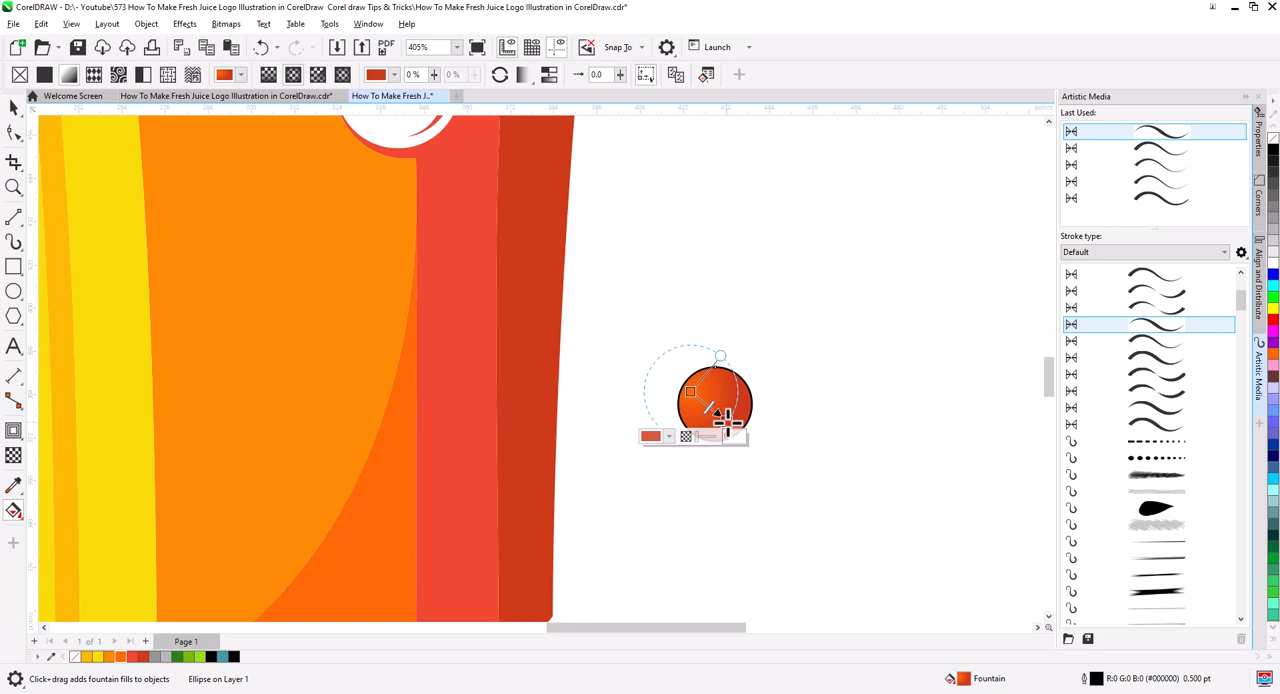 CorelDRAW - D:\- Youtube\573 How To Make Fresh Juice Logo Illustration in CorelDraw Corel draw Tips & Tricks\How To Make Fresh Juice Logo Illustration in CorelDraw.cdr*
File Edit View Layout Object Effects Bitmaps Text Table Tools Window Help
PDF 405% Snap To Launch
0 % 0 % 0.0
Welcome Screen How To Make Fresh Juice Logo Illustration in CorelDraw.cdr* How To Make Fresh J...*
Artistic Media
Last Used:
Stroke type:
Default
Properties
Corners
Align and Distribute
Artistic Media
points
1 of 1 Page 1
Click+drag adds fountain fills to objects Ellipse on Layer 1 Fountain R:0 G:0 B:0 (#000000) 0.500 pt